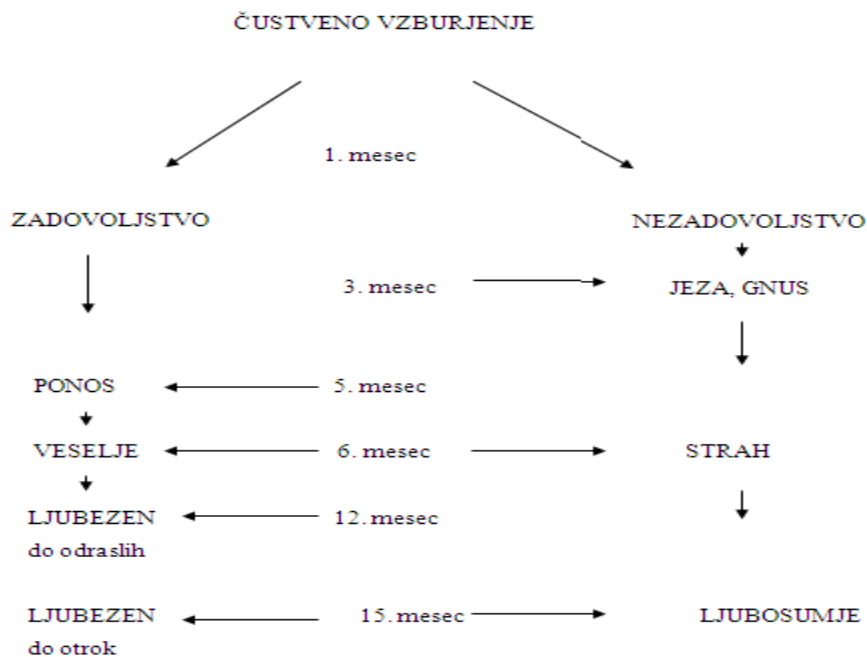 ČUSTVENO VZBURJENJE
1. mesec
ZADOVOLJSTVO NEZADOVOLJSTVO
3. mesec JEZA, GNUS
PONOS 5. mesec
VESELJE 6. mesec STRAH
LJUBEZEN 12. mesec
do odraslih
LJUBEZEN 15. mesec LJUBOSUMJE
do otrok